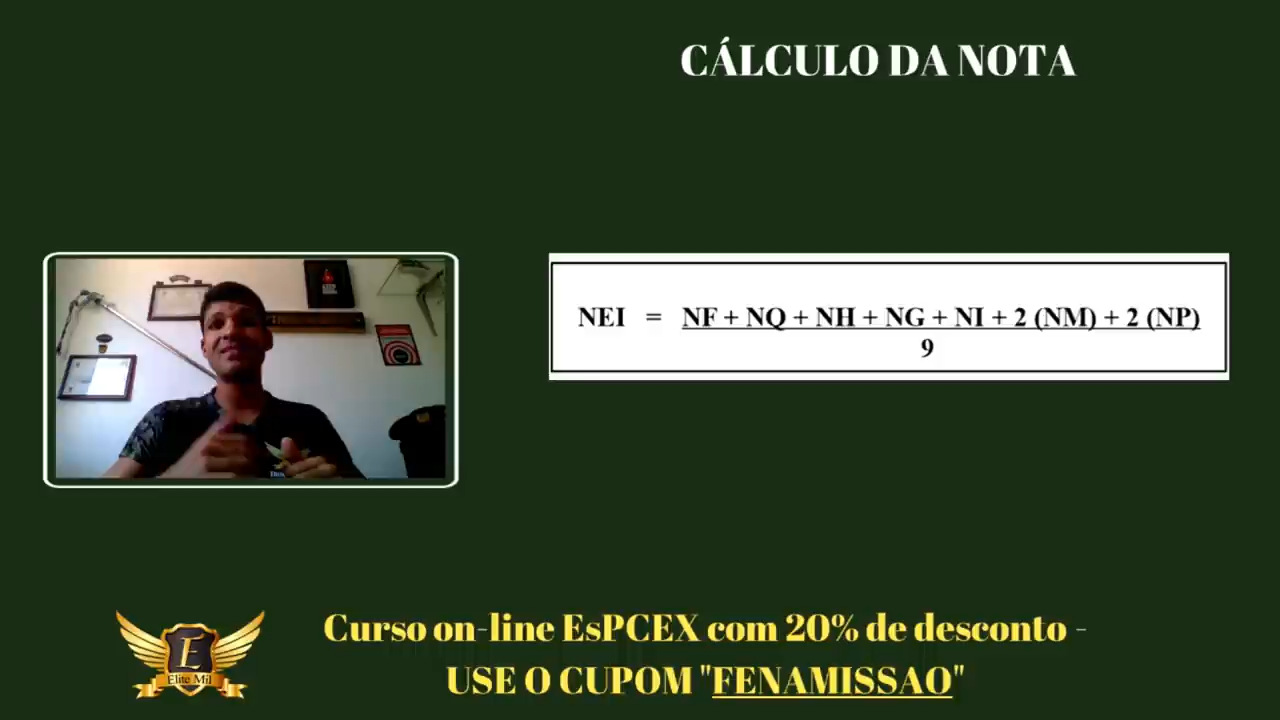 CÁLCULO DA NOTA
NEI = NF + NQ + NH + NG + NI + 2 (NM) + 2 (NP)
9
Curso on-line EsPCEX com 20% de desconto -
USE O CUPOM "FENAMISSAO"
E
Elite Mil